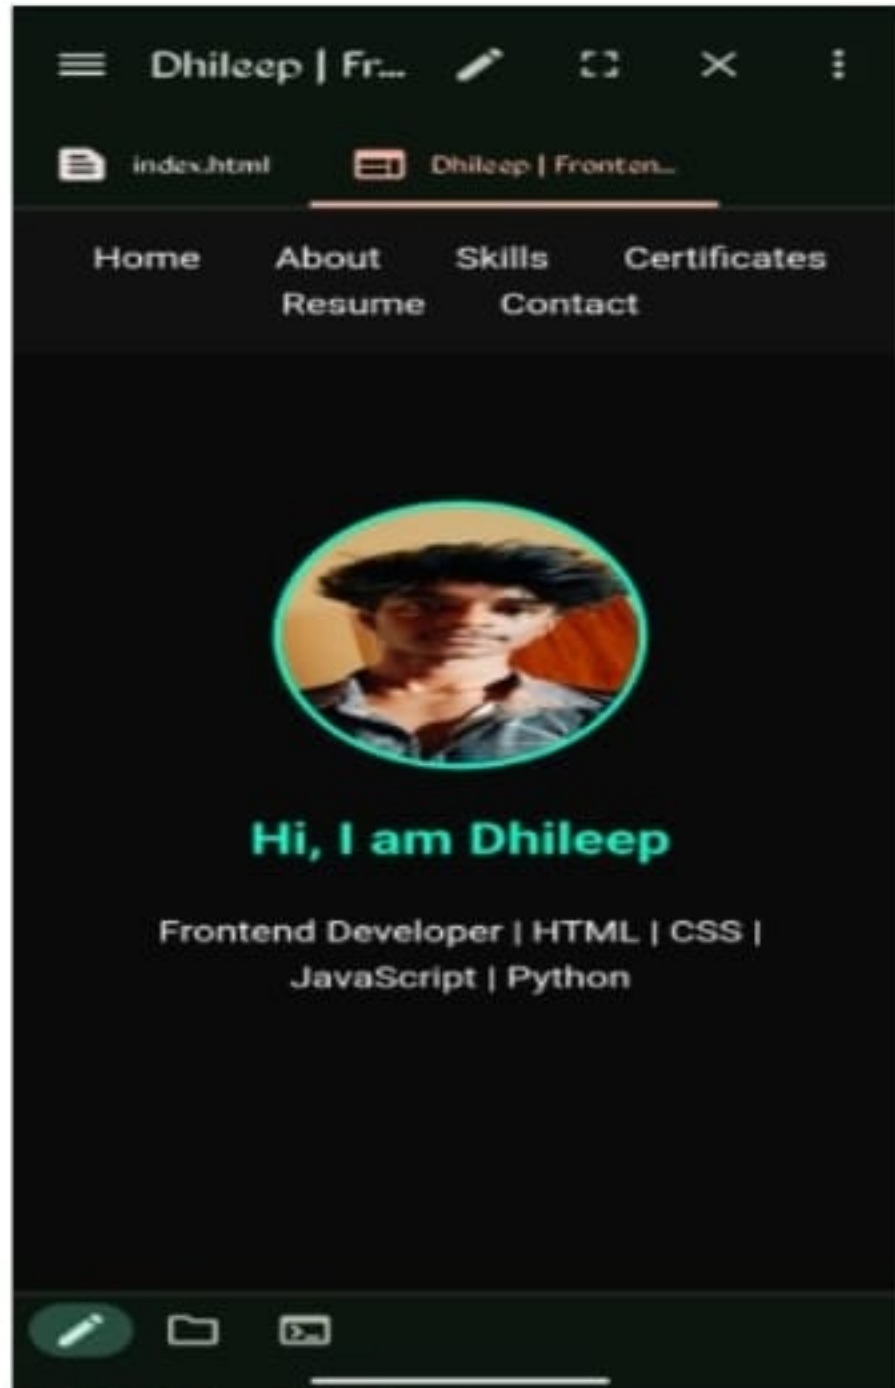 Dhileep | Fr...
index.html
Dhileep | Fronten...
Home About Skills Certificates
Resume Contact
Hi, I am Dhileep
Frontend Developer | HTML | CSS |
JavaScript | Python